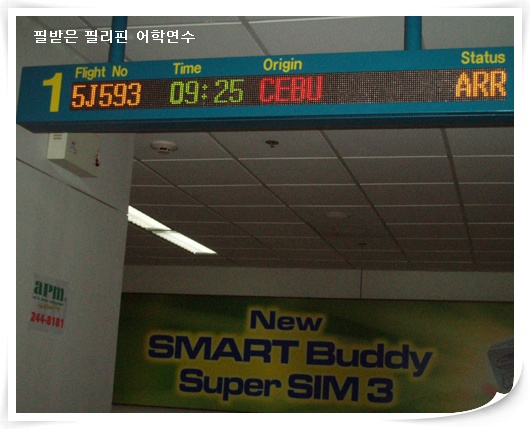 필받은 필리핀 어학연수
1 Flight No Time Origin Status
5J593 09:25 CEBU ARR
apm
244-8181
New
SMART Buddy
Super SIM 3